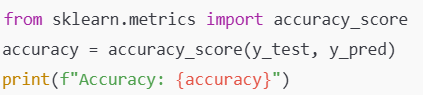 from sklearn.metrics import accuracy_score
accuracy = accuracy_score(y_test, y_pred)
print(f"Accuracy: {accuracy}")